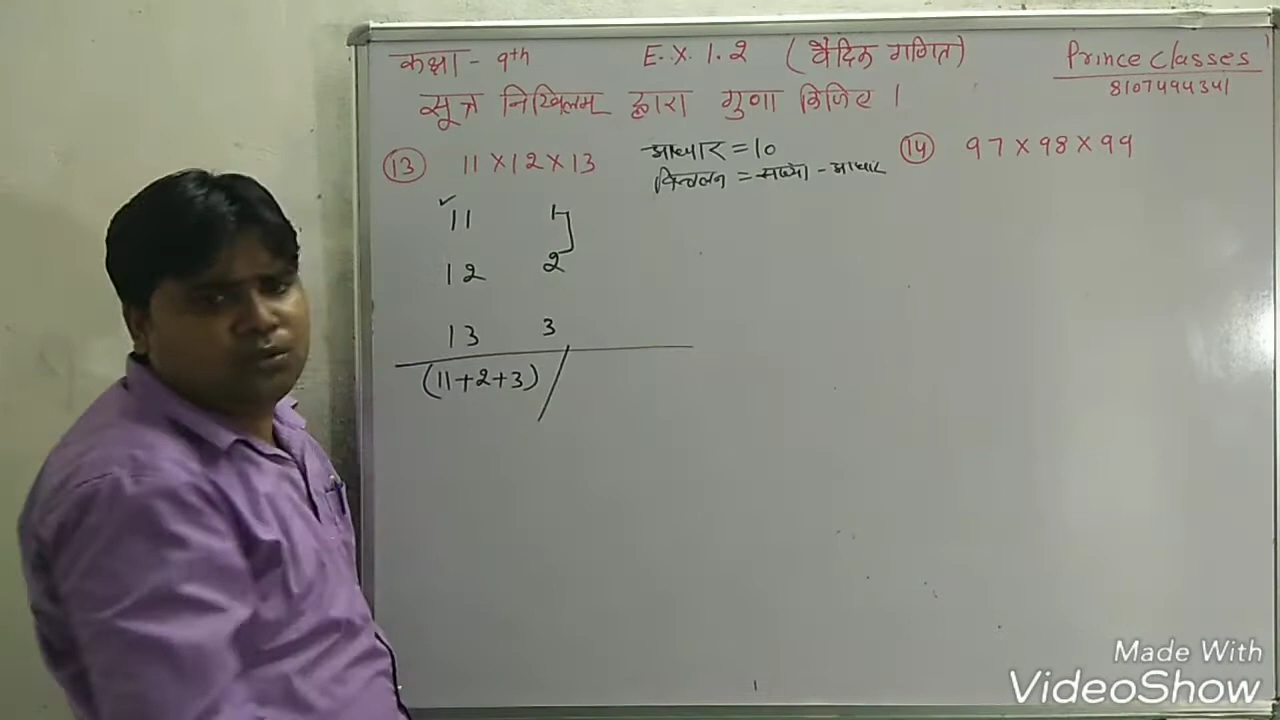 कक्षा - 9th E.x. 1.2 (वैदिक गणित) Prince Classes
8107494341
सूत्र निखिलम् द्वारा गुणा किजिए।
(13) 11 × 12 × 13 आधार = 10 (14) 97 × 98 × 99
विचलन = संख्या - आधार
✓
11 1
12 2
13 3
(11+2+3) /
Made With
VideoShow